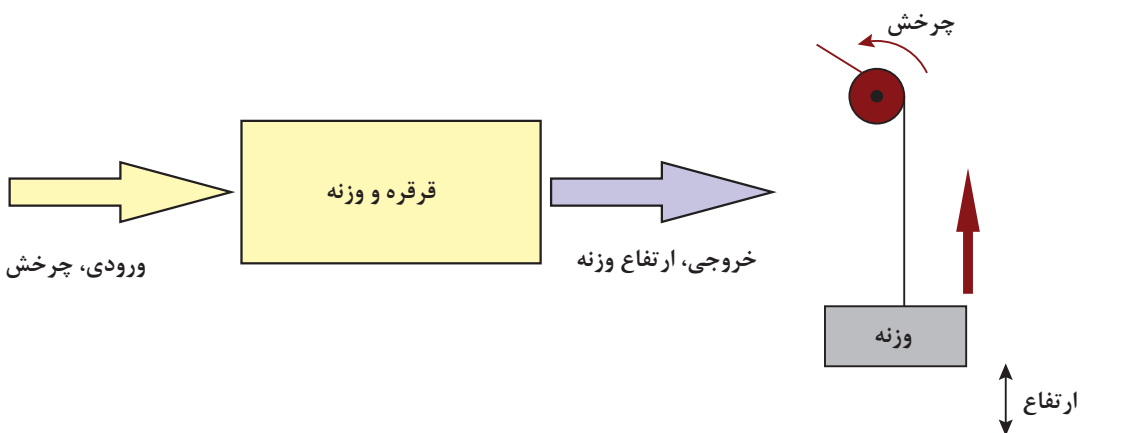 چرخش
قرقره و وزنه
ورودی، چرخش
خروجی، ارتفاع وزنه
وزنه
ارتفاع